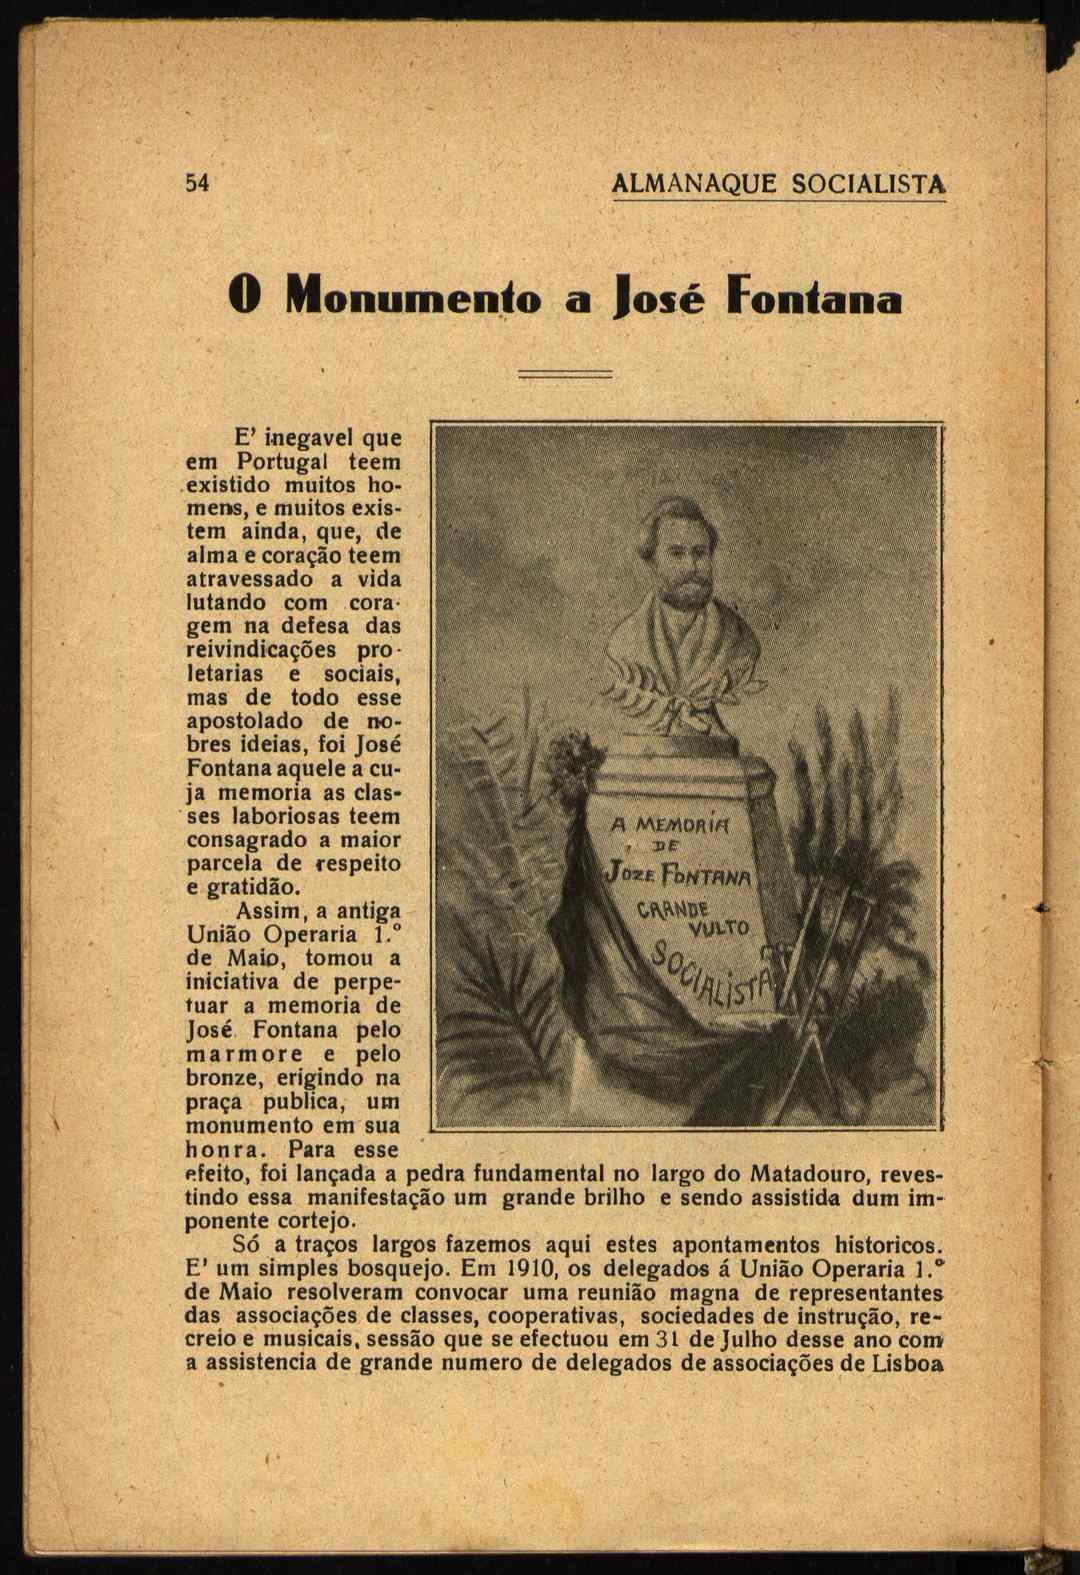 54
ALMANAQUE SOCIALISTA
O Monumento a José Fontana
E' inegavel que
em Portugal teem
existido muitos ho-
mens, e muitos exis-
tem ainda, que, de
alma e coração teem
atravessado a vida
lutando com cora-
gem na defesa das
reivindicações pro-
letarias e sociais,
mas de todo esse
apostolado de no-
bres ideias, foi José
Fontana aquele a cu-
ja memoria as clas-
ses laboriosas teem
consagrado a maior
parcela de respeito
e gratidão.
Assim, a antiga
União Operaria 1.º
de Maio, tomou a
iniciativa de perpe-
tuar a memoria de
José Fontana pelo
marmore e pelo
bronze, erigindo na
praça publica, um
monumento em sua
honra. Para esse
efeito, foi lançada a pedra fundamental no largo do Matadouro, reves-
tindo essa manifestação um grande brilho e sendo assistida dum im-
ponente cortejo.
Só a traços largos fazemos aqui estes apontamentos historicos.
E' um simples bosquejo. Em 1910, os delegados á União Operaria 1.º
de Maio resolveram convocar uma reunião magna de representantes
das associações de classes, cooperativas, sociedades de instrução, re-
creio e musicais, sessão que se efectuou em 31 de Julho desse ano com
a assistencia de grande numero de delegados de associações de Lisboa
A MEMORIA
DE
JOZE FONTANA
GRANDE
VULTO
SOCIALISTA